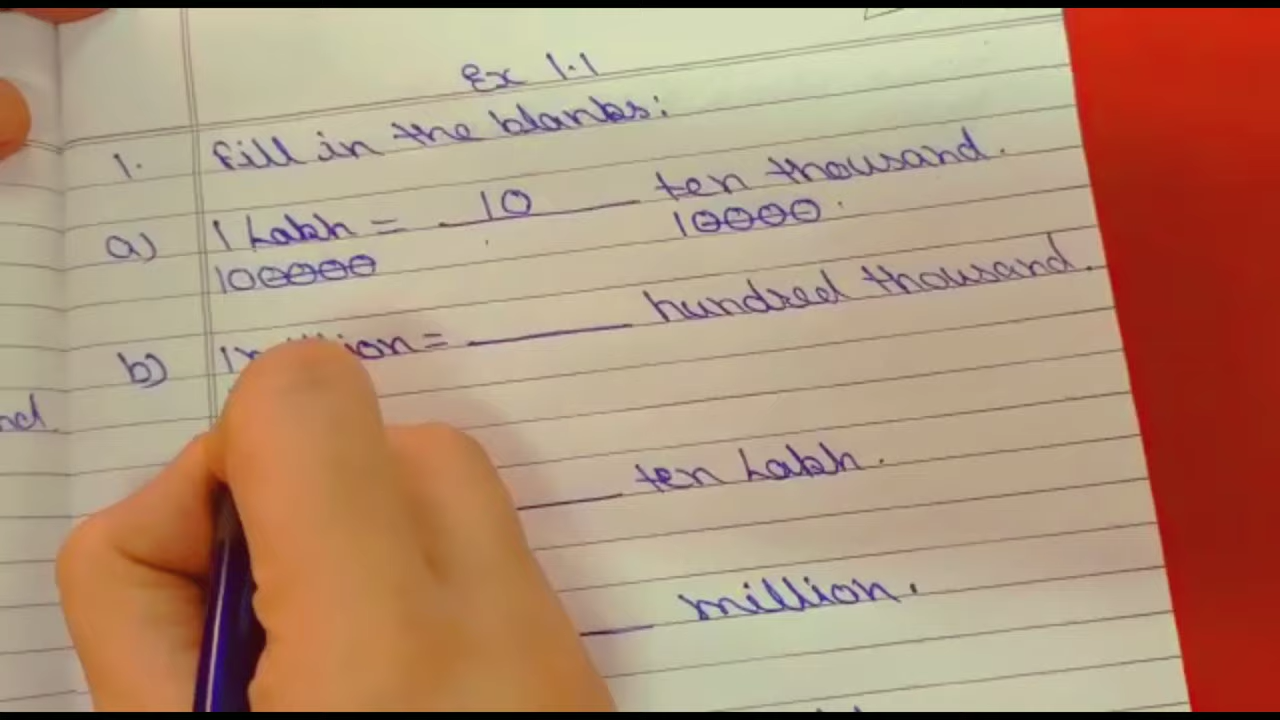 Ex 1.1
1. Fill in the blanks:
a) 1 Lakh = 10 ten thousand.
100000 10000
b) 1 = hundred thousand.
nd.
ten Lakh.
million.